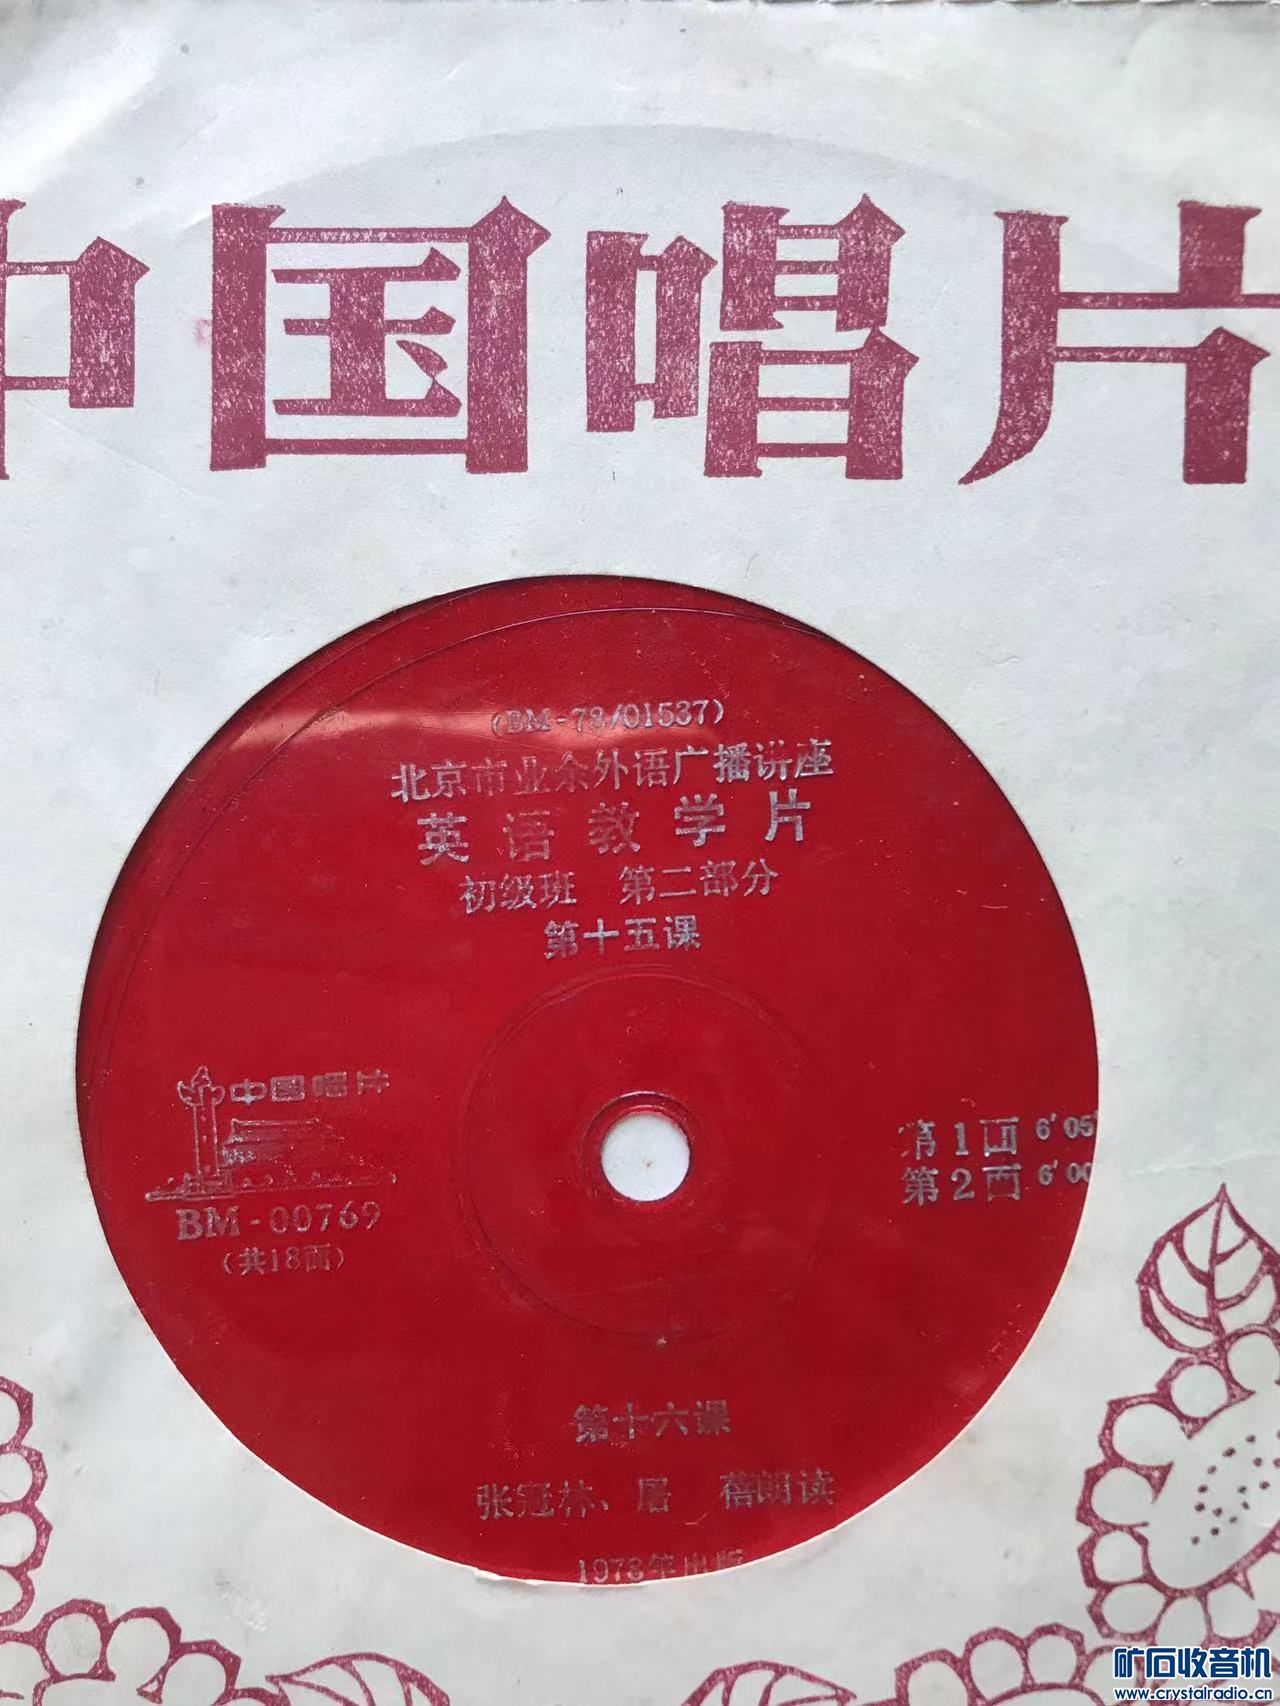 中国唱片
(BM-78/01537)
北京市业余外语广播讲座
英语教学片
初级班 第二部分
第十五课
中国唱片
BM-00769
(共18面)
第1面 6′05″
第2面 6′00
第十六课
张冠林、屠 蓓朗读
1978年出版
矿石收音机
www.crystalradio.cn